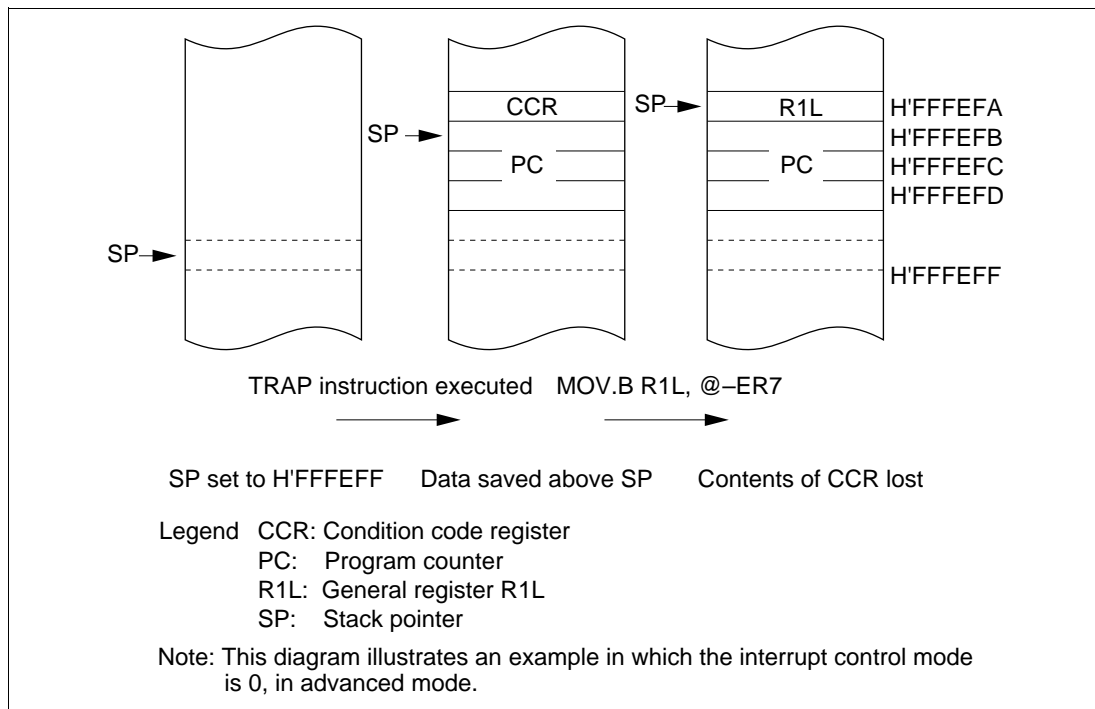 CCR
SP
R1L
SP
H'FFFEFA
H'FFFEFB
PC
PC
H'FFFEFC
H'FFFEFD
SP
H'FFFEFF
TRAP instruction executed
MOV.B R1L, @–ER7
SP set to H'FFFEFF
Data saved above SP
Contents of CCR lost
Legend CCR: Condition code register
PC: Program counter
R1L: General register R1L
SP: Stack pointer
Note: This diagram illustrates an example in which the interrupt control mode
is 0, in advanced mode.